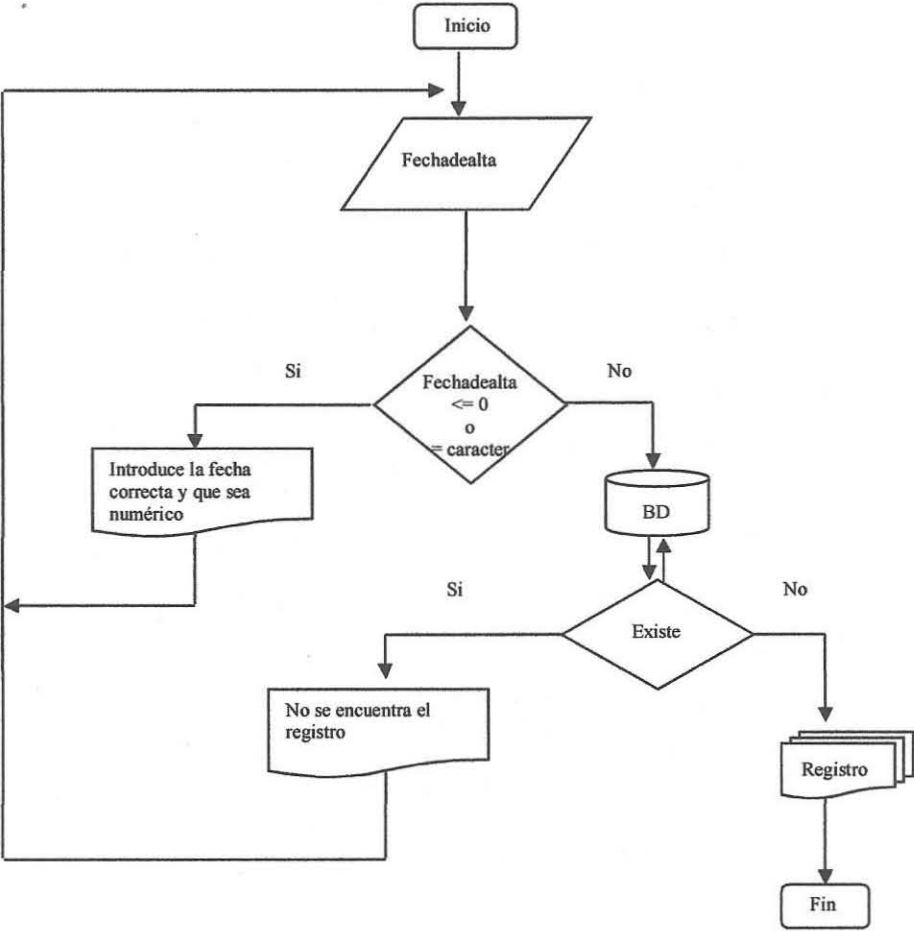 Inicio
Fechadealta
Si
No
Fechadealta
<= 0
o
= caracter
Introduce la fecha
correcta y que sea
numérico
BD
Si
No
Existe
No se encuentra el
registro
Registro
Fin